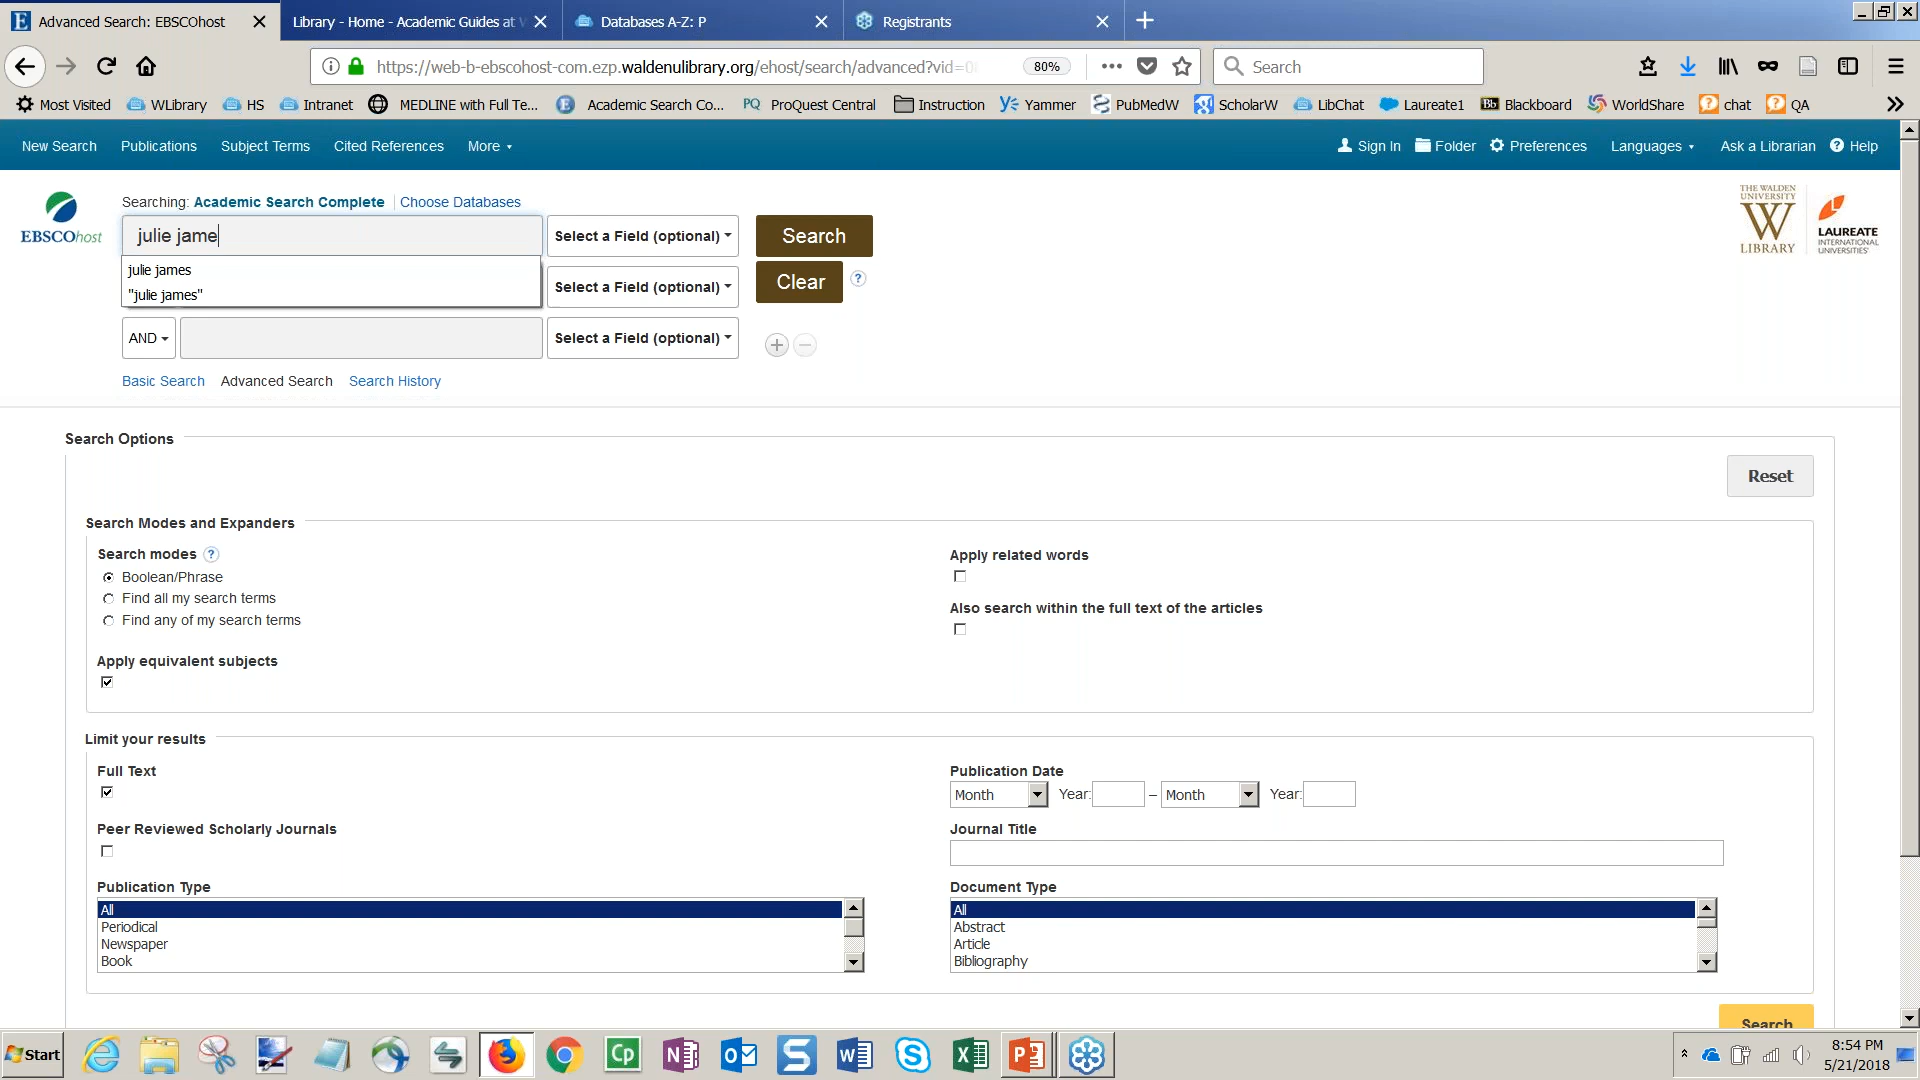 Advanced Search: EBSCOhost
Library - Home - Academic Guides at
Databases A-Z: P
Registrants
https://web-b-ebscohost-com.ezp.waldenulibrary.org/ehost/search/advanced?vid=0
80%
Search
Most Visited
WLibrary
HS
Intranet
MEDLINE with Full Te...
Academic Search Co...
PQ ProQuest Central
Instruction
Yammer
PubMedW
ScholarW
LibChat
Laureate1
Bb Blackboard
WorldShare
chat
QA
New Search Publications Subject Terms Cited References More
Sign In Folder Preferences Languages Ask a Librarian Help
EBSCOhost
Searching: Academic Search Complete Choose Databases
julie jame
Select a Field (optional)
Search
julie james
"julie james"
Select a Field (optional)
Clear
AND
Select a Field (optional)
Basic Search Advanced Search Search History
THE WALDEN
UNIVERSITY
W
LIBRARY
LAUREATE
INTERNATIONAL
UNIVERSITIES
Search Options
Reset
Search Modes and Expanders
Search modes ?
Boolean/Phrase
Find all my search terms
Find any of my search terms
Apply equivalent subjects
Apply related words
Also search within the full text of the articles
Limit your results
Full Text
Peer Reviewed Scholarly Journals
Publication Type
All
Periodical
Newspaper
Book
Publication Date
Month Year: – Month Year:
Journal Title
Document Type
All
Abstract
Article
Bibliography
Search
Start
8:54 PM
5/21/2018